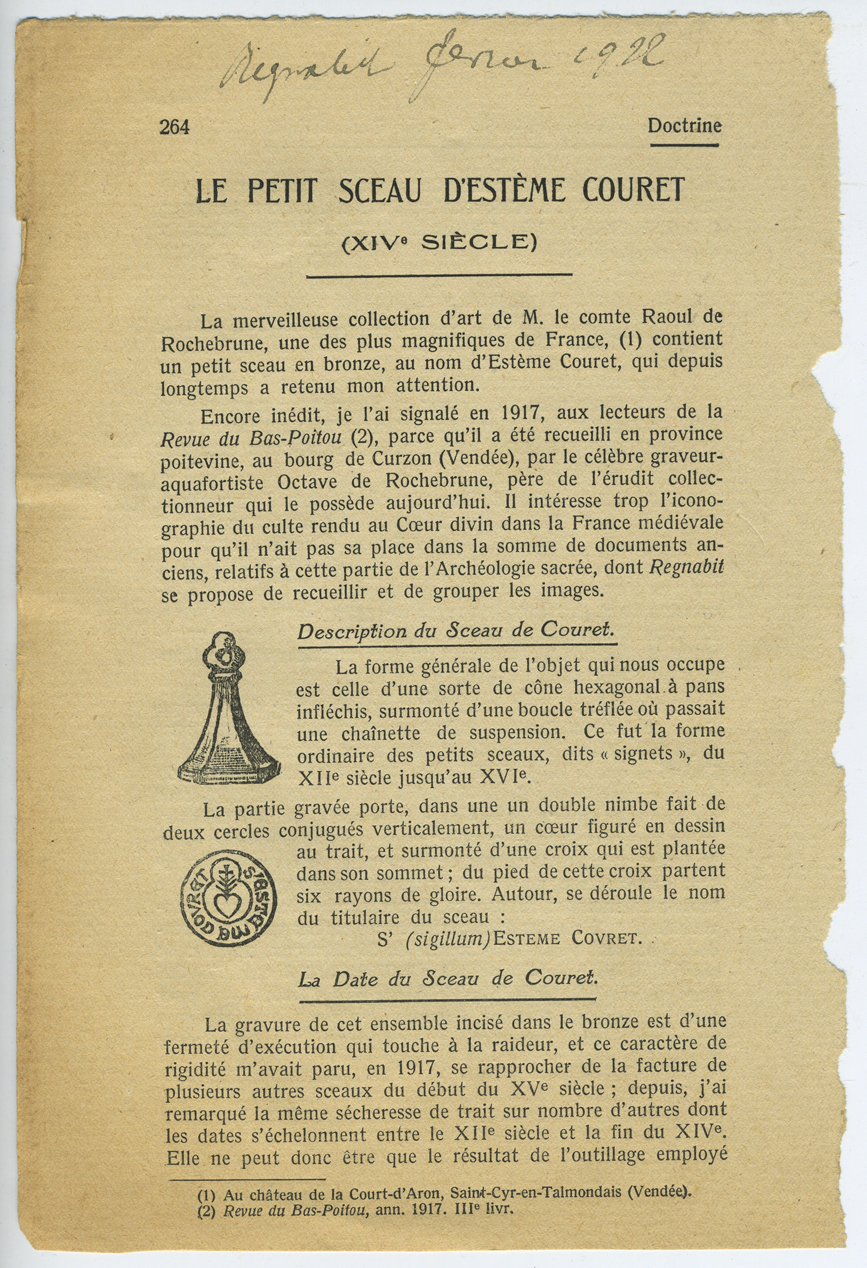 Regnabit février 1922
264
Doctrine
LE PETIT SCEAU D'ESTÈME COURET
(XIVe SIÈCLE)
La merveilleuse collection d'art de M. le comte Raoul de
Rochebrune, une des plus magnifiques de France, (1) contient
un petit sceau en bronze, au nom d'Estème Couret, qui depuis
longtemps a retenu mon attention.
Encore inédit, je l'ai signalé en 1917, aux lecteurs de la
Revue du Bas-Poitou (2), parce qu'il a été recueilli en province
poitevine, au bourg de Curzon (Vendée), par le célèbre graveur-
aquafortiste Octave de Rochebrune, père de l'érudit collec-
tionneur qui le possède aujourd'hui. Il intéresse trop l'icono-
graphie du culte rendu au Cœur divin dans la France médiévale
pour qu'il n'ait pas sa place dans la somme de documents an-
ciens, relatifs à cette partie de l'Archéologie sacrée, dont Regnabit
se propose de recueillir et de grouper les images.
Description du Sceau de Couret.
La forme générale de l'objet qui nous occupe
est celle d'une sorte de cône hexagonal à pans
infléchis, surmonté d'une boucle tréflée où passait
une chaînette de suspension. Ce fut la forme
ordinaire des petits sceaux, dits « signets », du
XIIe siècle jusqu'au XVIe.
La partie gravée porte, dans une un double nimbe fait de
deux cercles conjugués verticalement, un cœur figuré en dessin
au trait, et surmonté d'une croix qui est plantée
dans son sommet ; du pied de cette croix partent
six rayons de gloire. Autour, se déroule le nom
du titulaire du sceau :
S' (sigillum) ESTEME COVRET.
S'ESTEME COVRET
La Date du Sceau de Couret.
La gravure de cet ensemble incisé dans le bronze est d'une
fermeté d'exécution qui touche à la raideur, et ce caractère de
rigidité m'avait paru, en 1917, se rapprocher de la facture de
plusieurs autres sceaux du début du XVe siècle ; depuis, j'ai
remarqué la même sécheresse de trait sur nombre d'autres dont
les dates s'échelonnent entre le XIIe siècle et la fin du XIVe.
Elle ne peut donc être que le résultat de l'outillage employé
(1) Au château de la Court-d'Aron, Saint-Cyr-en-Talmondais (Vendée).
(2) Revue du Bas-Poitou, ann. 1917. IIIe livr.